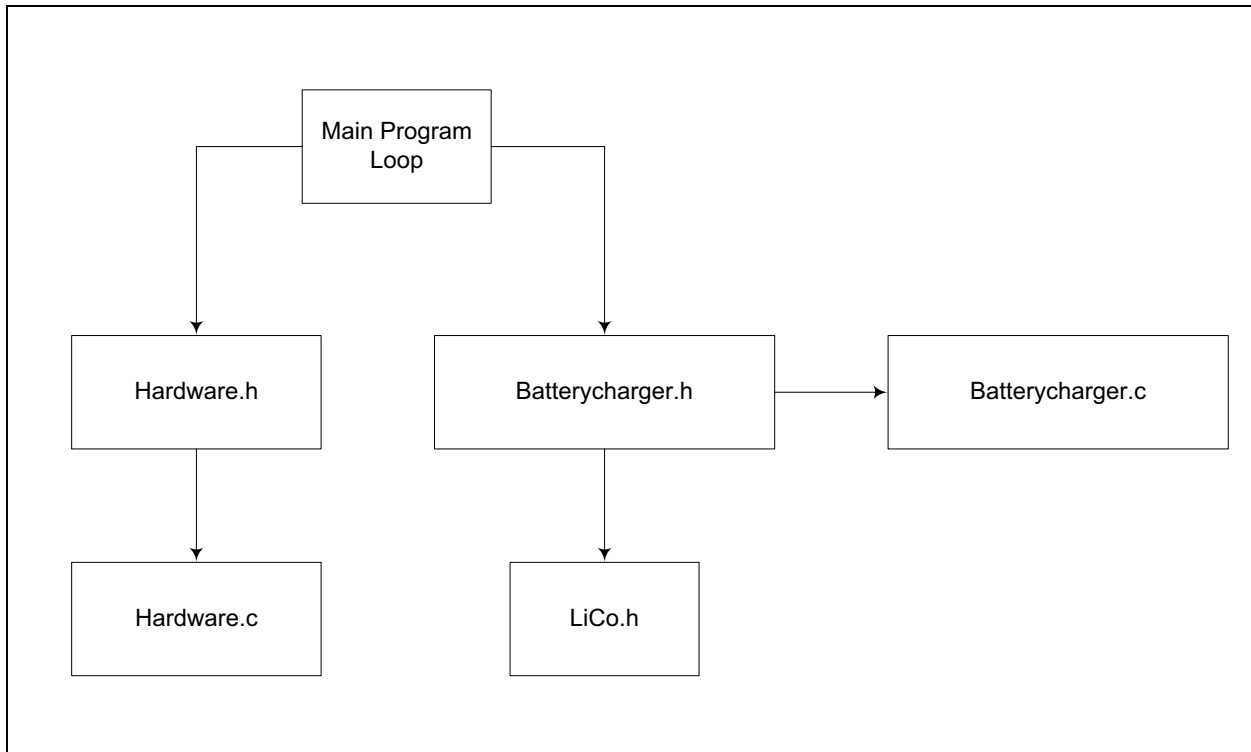 Main Program
Loop
Hardware.h
Batterycharger.h
Batterycharger.c
Hardware.c
LiCo.h